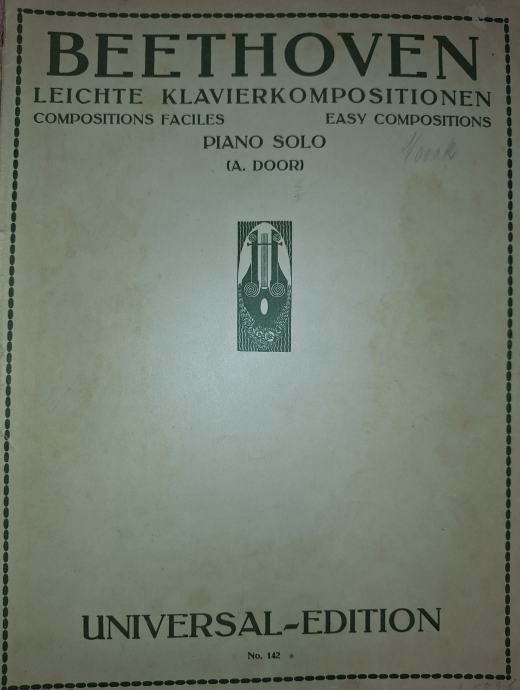 BEETHOVEN
LEICHTE KLAVIERKOMPOSITIONEN
COMPOSITIONS FACILES EASY COMPOSITIONS
PIANO SOLO
(A. DOOR)
UNIVERSAL-EDITION
No. 142